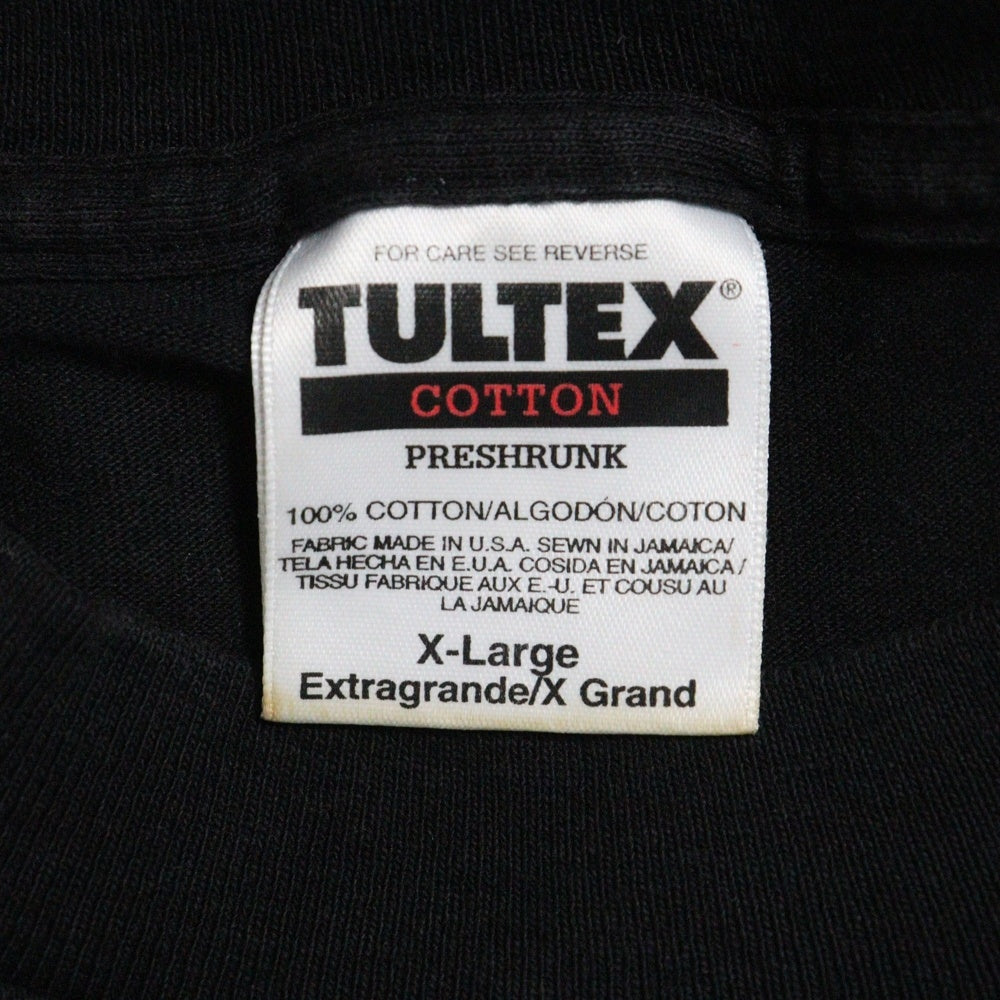 FOR CARE SEE REVERSE
TULTEX®
COTTON
PRESHRUNK
100% COTTON/ALGODÓN/COTON
FABRIC MADE IN U.S.A. SEWN IN JAMAICA/
TELA HECHA EN E.U.A. COSIDA EN JAMAICA/
TISSU FABRIQUE AUX E.-U. ET COUSU AU
LA JAMAIQUE
X-Large
Extragrande/X Grand